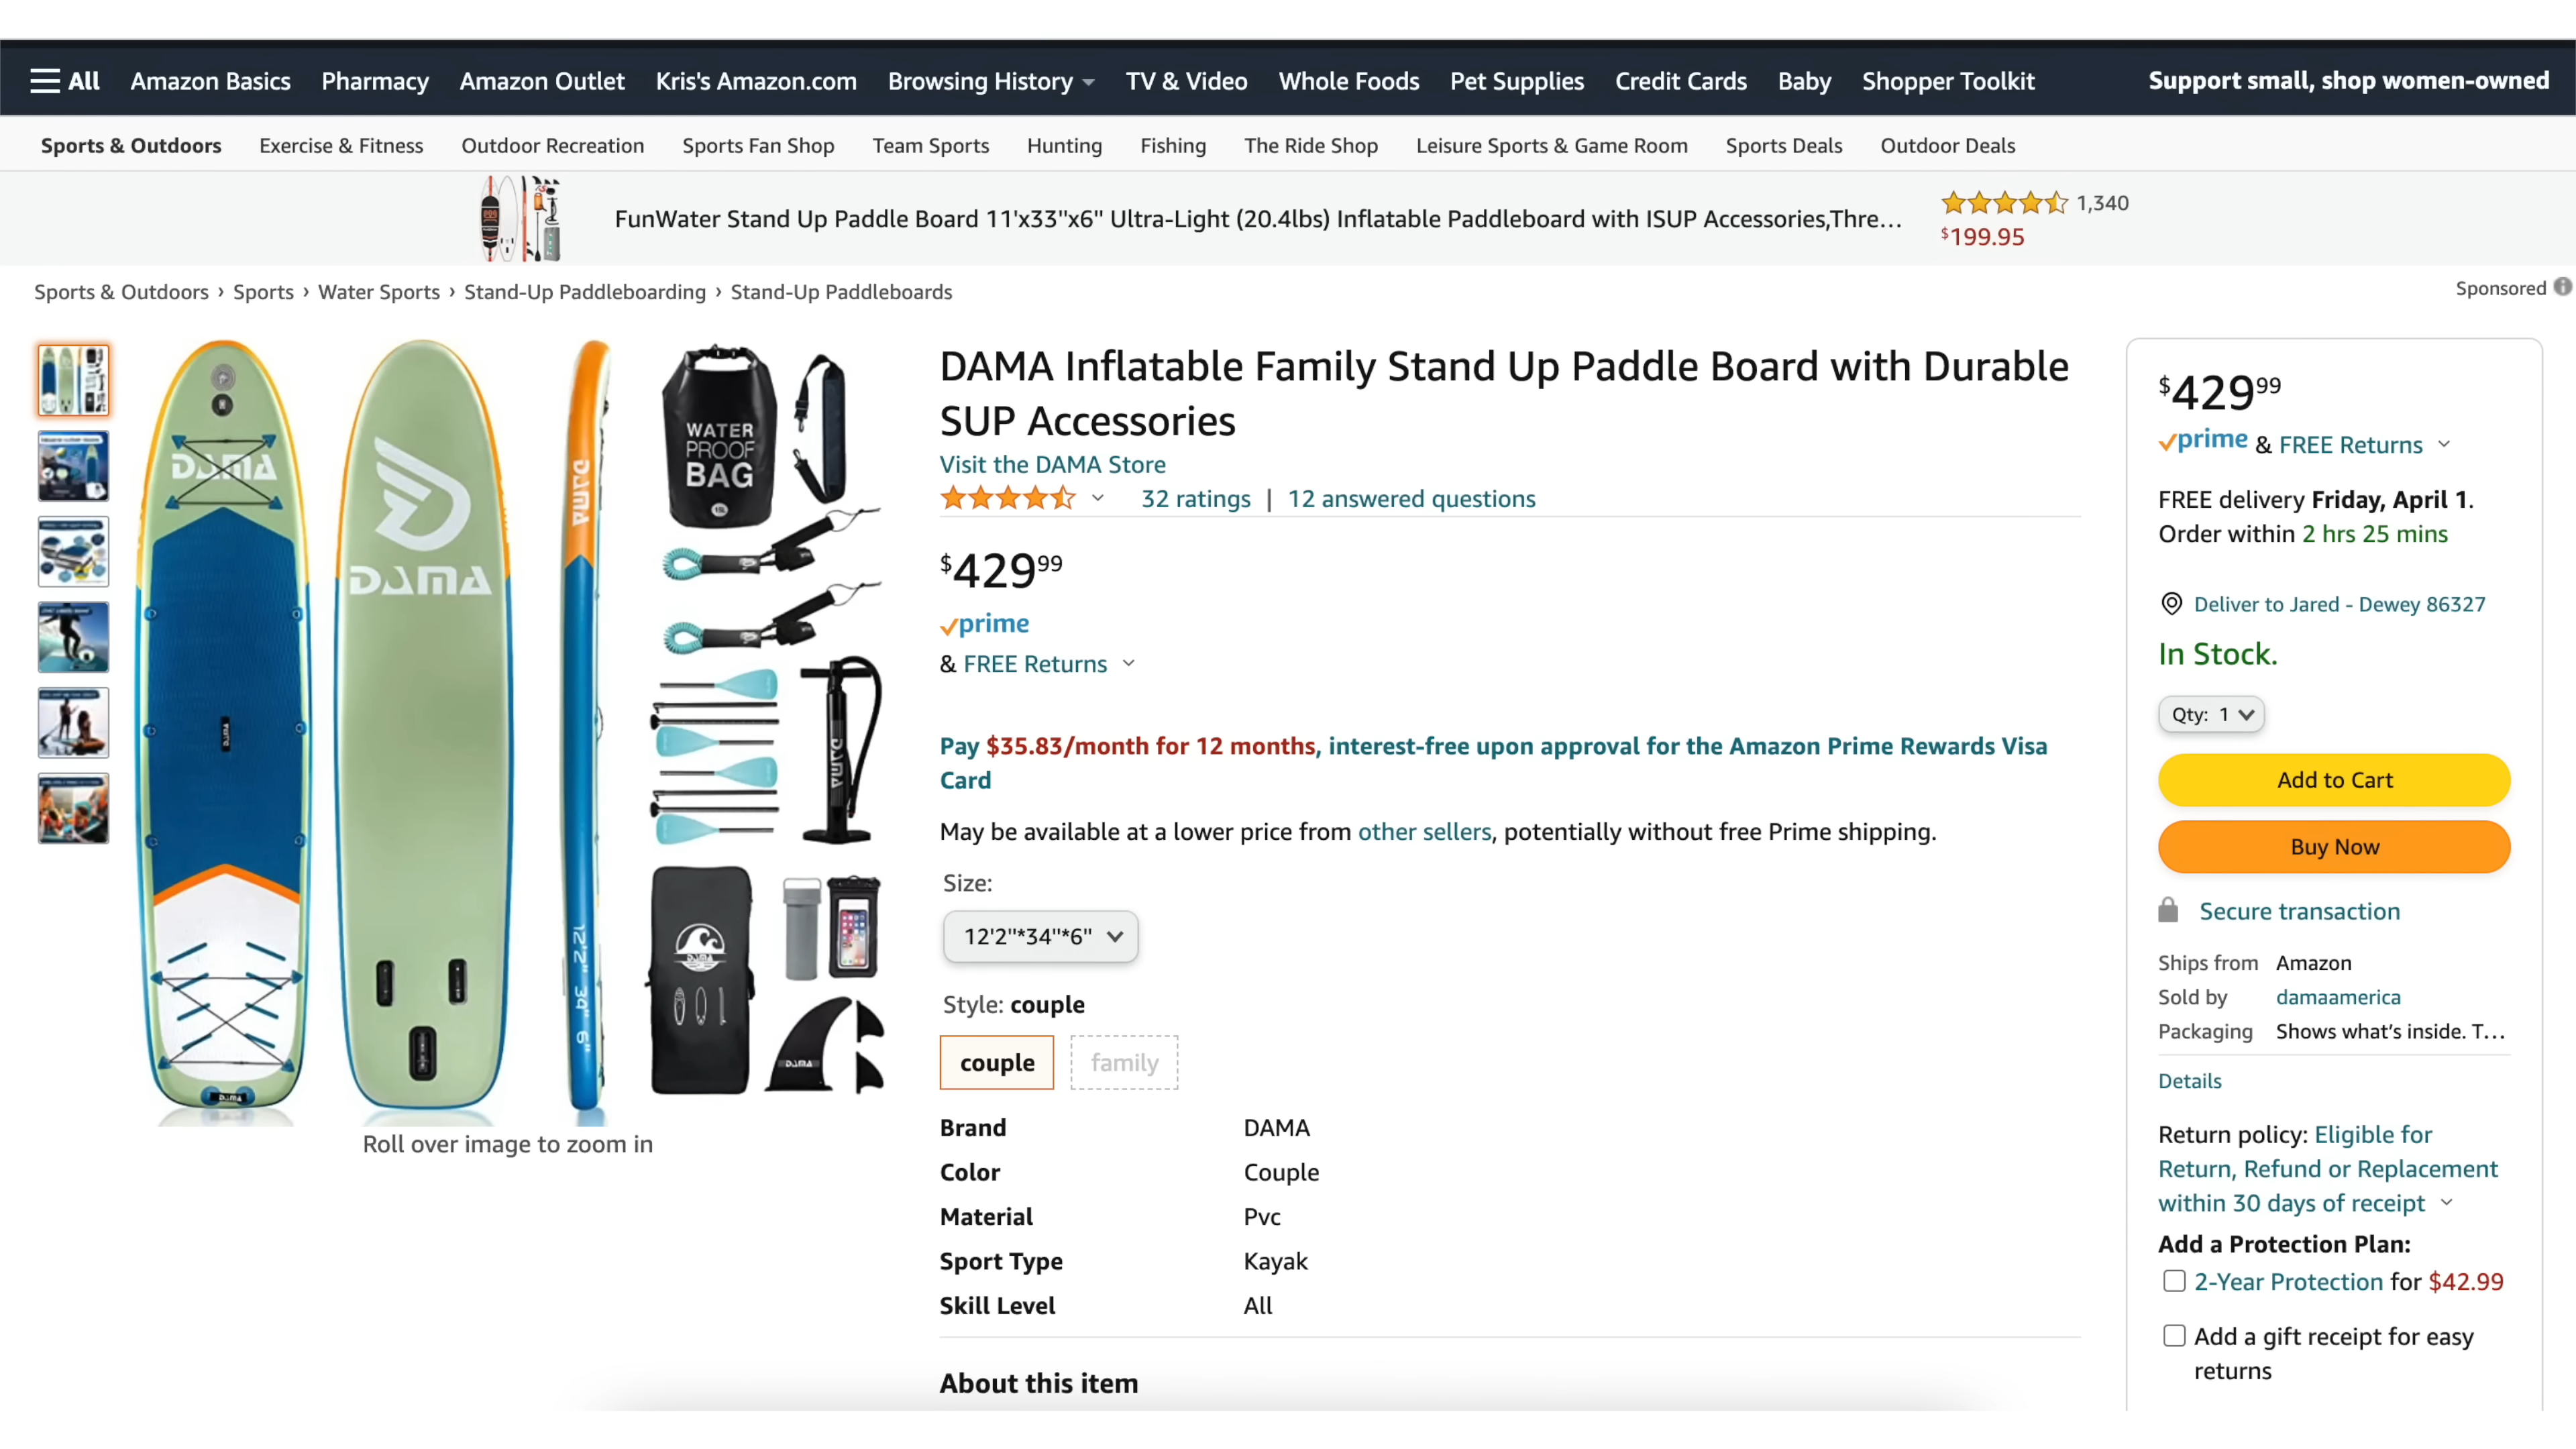 All Amazon Basics Pharmacy Amazon Outlet Kris's Amazon.com Browsing History TV & Video Whole Foods Pet Supplies Credit Cards Baby Shopper Toolkit Support small, shop women-owned
Sports & Outdoors Exercise & Fitness Outdoor Recreation Sports Fan Shop Team Sports Hunting Fishing The Ride Shop Leisure Sports & Game Room Sports Deals Outdoor Deals
FunWater Stand Up Paddle Board 11'x33"x6" Ultra-Light (20.4lbs) Inflatable Paddleboard with ISUP Accessories,Thre...
1,340
$199.95
Sports & Outdoors › Sports › Water Sports › Stand-Up Paddleboarding › Stand-Up Paddleboards
Sponsored
DAMA
DAMA
DAMA
12'2" 34" 6"
WATER
PROOF
BAG
DAMA
DAMA
DAMA
DAMA
Roll over image to zoom in
DAMA Inflatable Family Stand Up Paddle Board with Durable
SUP Accessories
Visit the DAMA Store
32 ratings | 12 answered questions
$429 99
prime
& FREE Returns
Pay $35.83/month for 12 months, interest-free upon approval for the Amazon Prime Rewards Visa
Card
May be available at a lower price from other sellers, potentially without free Prime shipping.
Size:
12'2"*34"*6"
Style: couple
couple family
Brand DAMA
Color Couple
Material Pvc
Sport Type Kayak
Skill Level All
About this item
$429 99
prime & FREE Returns
FREE delivery Friday, April 1.
Order within 2 hrs 25 mins
Deliver to Jared - Dewey 86327
In Stock.
Qty: 1
Add to Cart
Buy Now
Secure transaction
Ships from Amazon
Sold by damaamerica
Packaging Shows what's inside. T...
Details
Return policy: Eligible for
Return, Refund or Replacement
within 30 days of receipt
Add a Protection Plan:
2-Year Protection for $42.99
Add a gift receipt for easy
returns